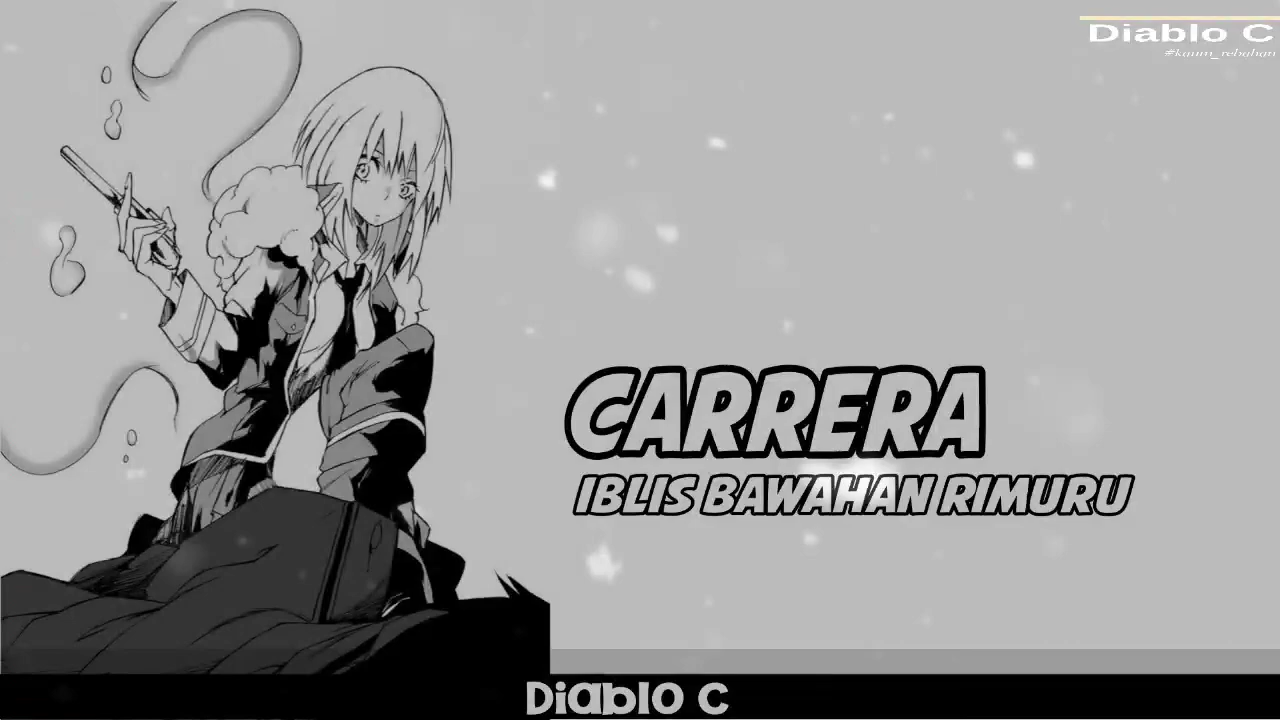 Diablo C
#kaum_rebahan
CARRERA
IBLIS BAWAHAN RIMURU
Diablo C